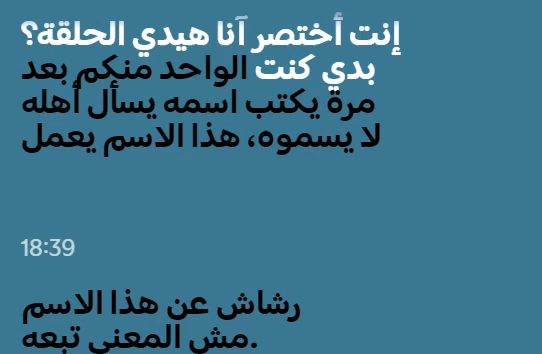 إنت أختصر آنا هيدي الحلقة؟
بدي كنت الواحد منكم بعد
مرة يكتب اسمه يسأل أهله
لا يسموه، هذا الاسم يعمل
18:39
رشاش عن هذا الاسم
مش المعنى تبعه.